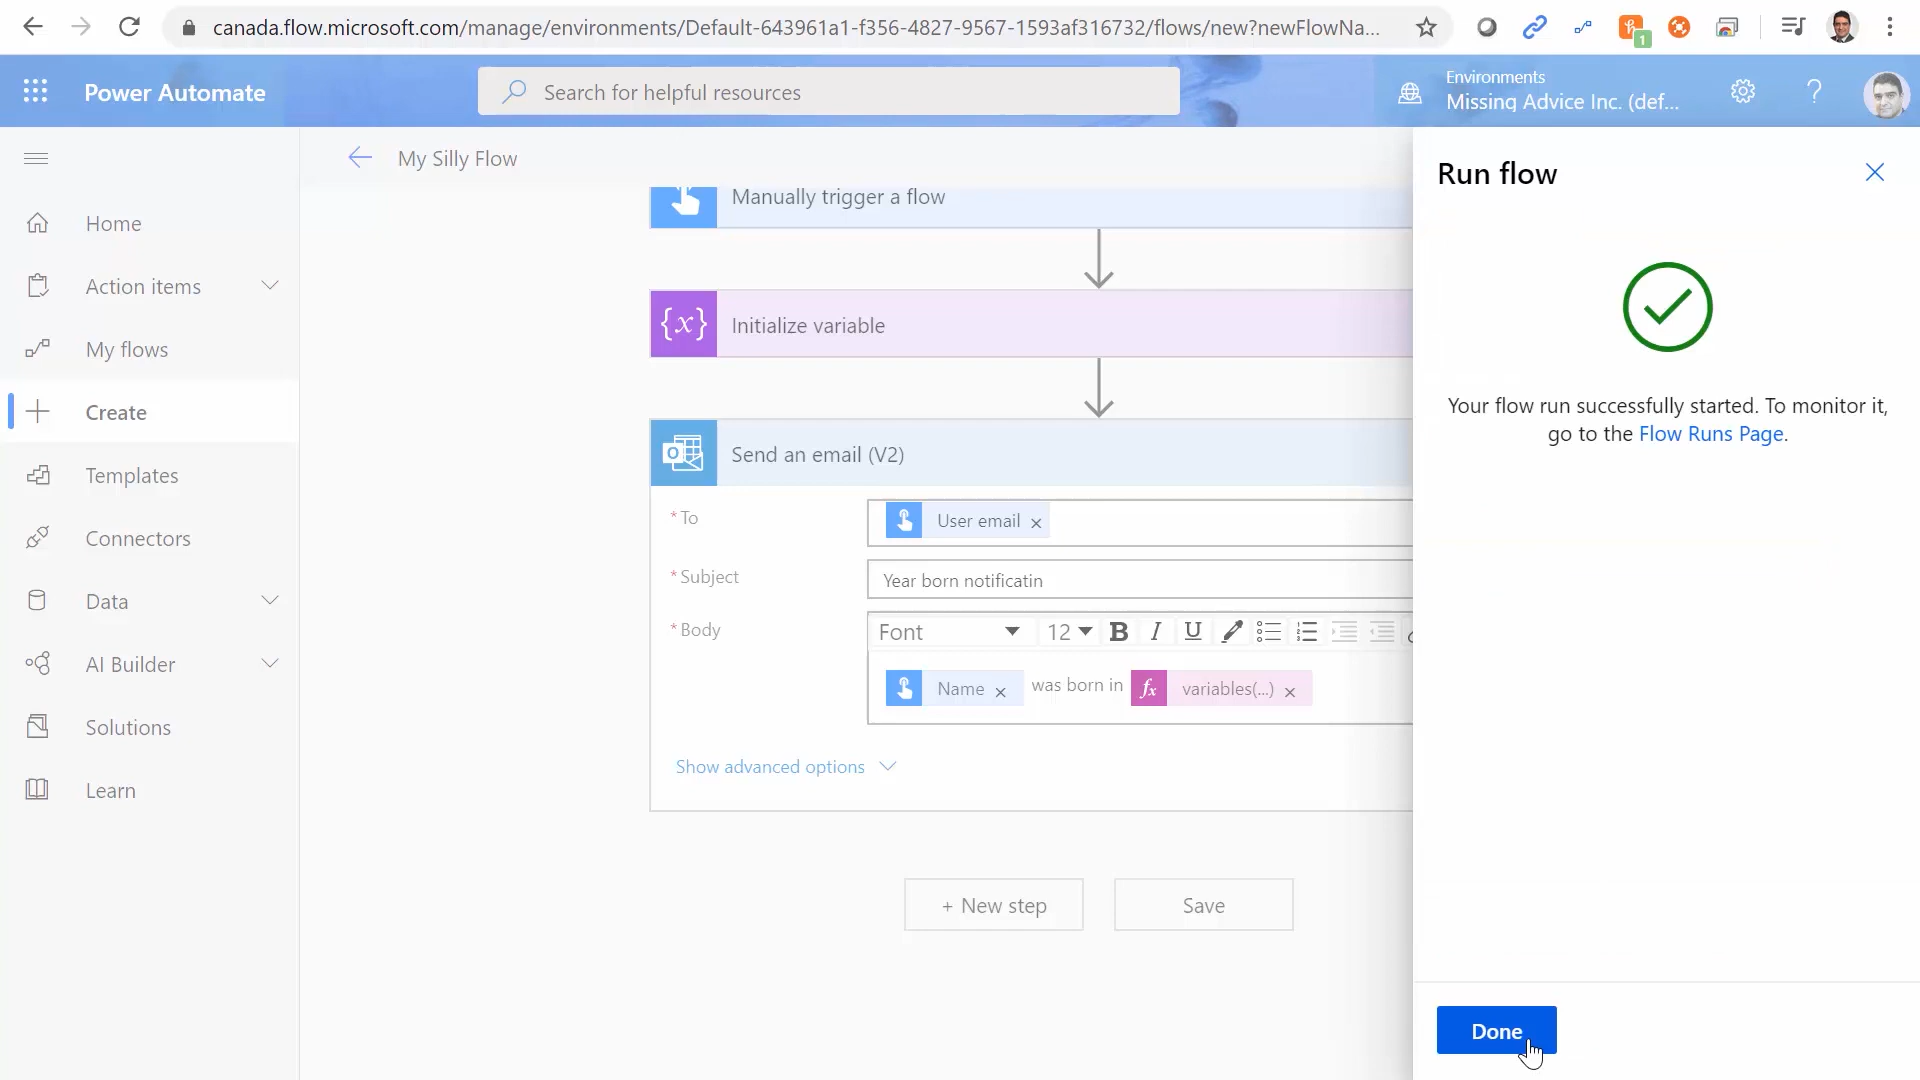 canada.flow.microsoft.com/manage/environments/Default-643961a1-f356-4827-9567-1593af316732/flows/new?newFlowNa...
1
Power Automate
Search for helpful resources
Environments
Missing Advice Inc. (def...
?
My Silly Flow
Home
Action items
My flows
Create
Templates
Connectors
Data
AI Builder
Solutions
Learn
Manually trigger a flow
{x} Initialize variable
Send an email (V2)
* To
User email ×
* Subject
Year born notificatin
* Body
Font 12 B I U
Name × was born in fx variables(...) ×
Show advanced options
+ New step
Save
Run flow
Your flow run successfully started. To monitor it,
go to the Flow Runs Page.
Done